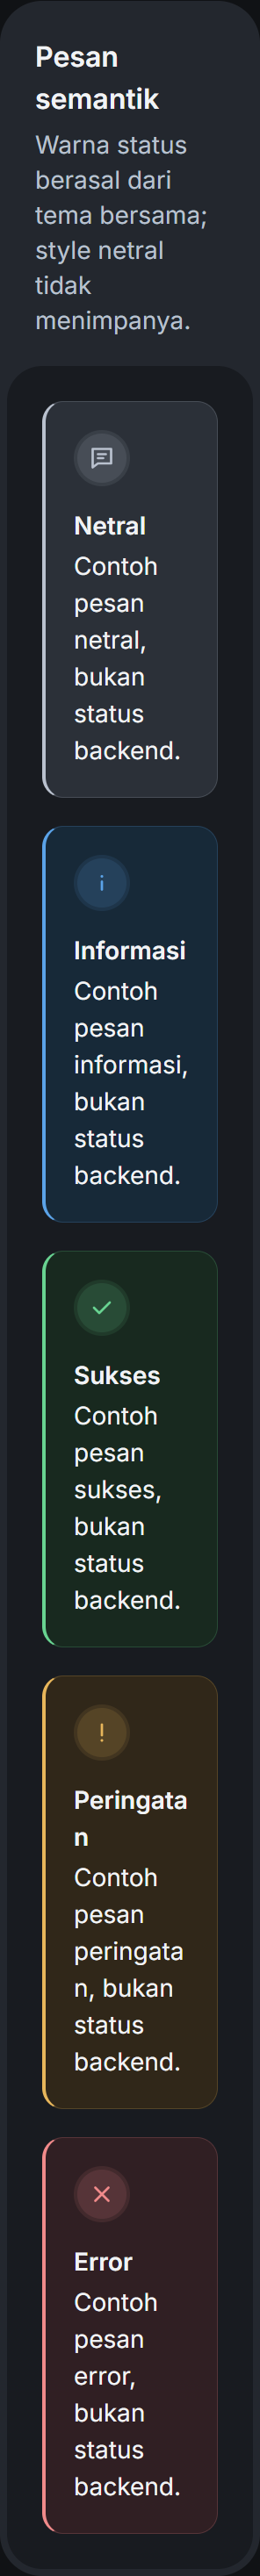 Pesan
semantik
Warna status
berasal dari
tema bersama;
style netral
tidak
menimpanya.
Netral
Contoh
pesan
netral,
bukan
status
backend.
Informasi
Contoh
pesan
informasi,
bukan
status
backend.
Sukses
Contoh
pesan
sukses,
bukan
status
backend.
Peringata
n
Contoh
pesan
peringata
n, bukan
status
backend.
Error
Contoh
pesan
error,
bukan
status
backend.